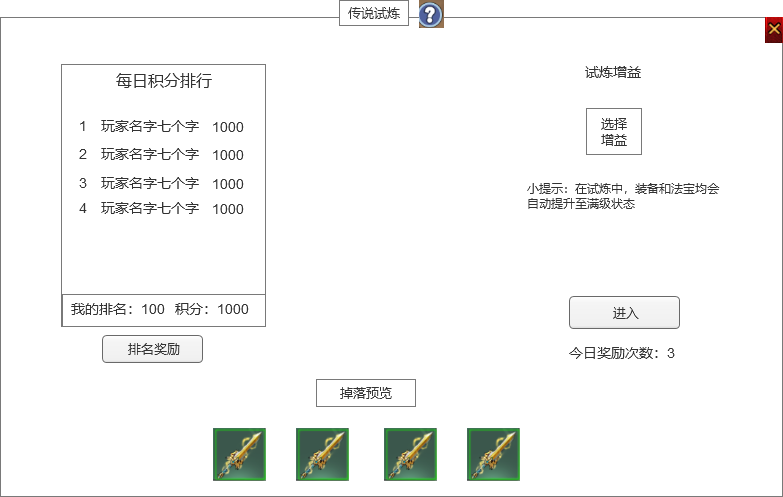 传说试炼 ?
每日积分排行
1 玩家名字七个字 1000
2 玩家名字七个字 1000
3 玩家名字七个字 1000
4 玩家名字七个字 1000
我的排名：100 积分：1000
排名奖励
试炼增益
选择
增益
小提示：在试炼中，装备和法宝均会
自动提升至满级状态
进入
今日奖励次数：3
掉落预览